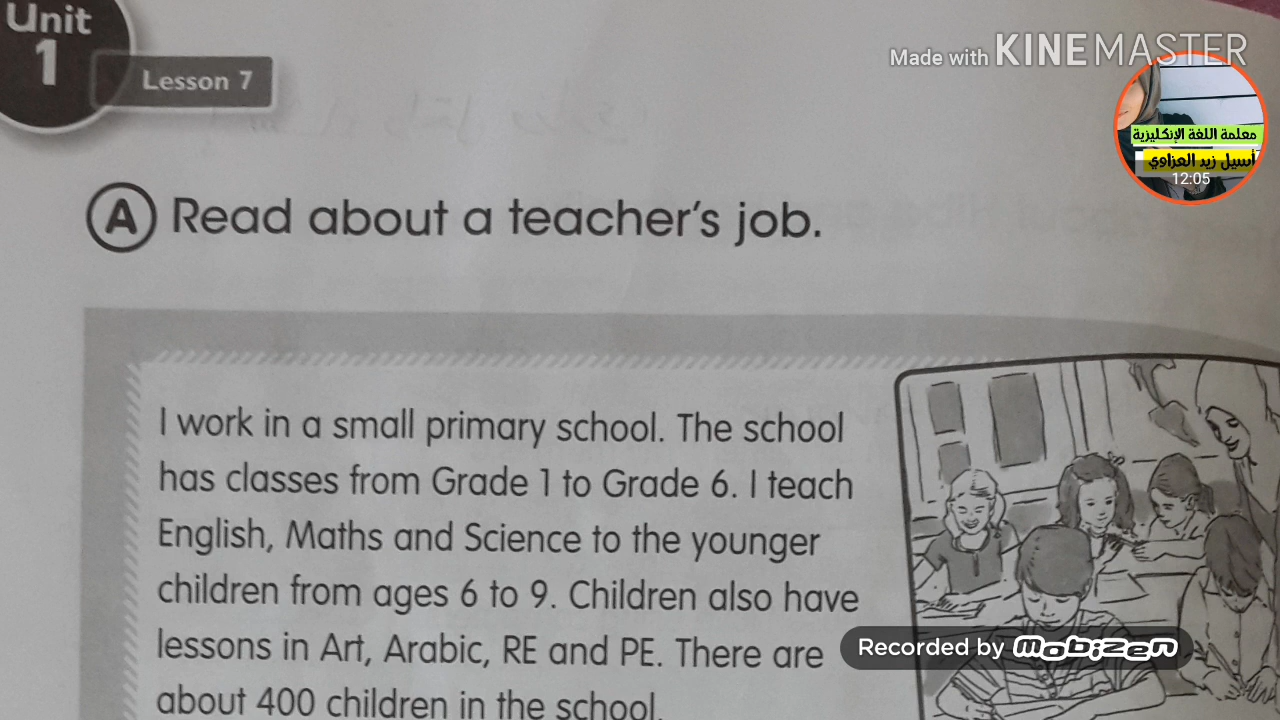 Unit
1
Lesson 7
Made with KINEMASTER
معلمة اللغة الإنكليزية
أسيل زيد العزاوي
12:05
A Read about a teacher's job.
I work in a small primary school. The school
has classes from Grade 1 to Grade 6. I teach
English, Maths and Science to the younger
children from ages 6 to 9. Children also have
lessons in Art, Arabic, RE and PE. There are
about 400 children in the school.
Recorded by mobizen